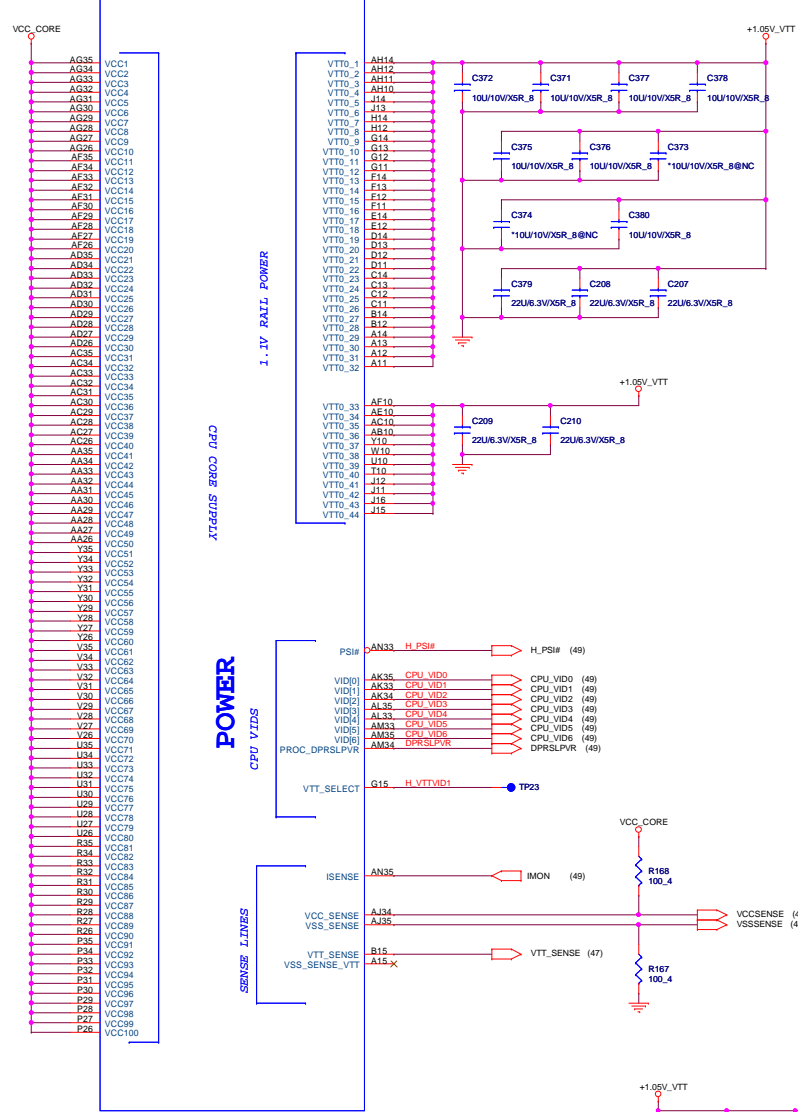 VCC_CORE
AG35 VCC1
AG34 VCC2
AG33 VCC3
AG32 VCC4
AG31 VCC5
AG30 VCC6
AG29 VCC7
AG28 VCC8
AG27 VCC9
AG26 VCC10
AF35 VCC11
AF34 VCC12
AF33 VCC13
AF32 VCC14
AF31 VCC15
AF30 VCC16
AF29 VCC17
AF28 VCC18
AF27 VCC19
AF26 VCC20
AD35 VCC21
AD34 VCC22
AD33 VCC23
AD32 VCC24
AD31 VCC25
AD30 VCC26
AD29 VCC27
AD28 VCC28
AD27 VCC29
AD26 VCC30
AC35 VCC31
AC34 VCC32
AC33 VCC33
AC32 VCC34
AC31 VCC35
AC30 VCC36
AC29 VCC37
AC28 VCC38
AC27 VCC39
AC26 VCC40
AA35 VCC41
AA34 VCC42
AA33 VCC43
AA32 VCC44
AA31 VCC45
AA30 VCC46
AA29 VCC47
AA28 VCC48
AA27 VCC49
AA26 VCC50
Y35 VCC51
Y34 VCC52
Y33 VCC53
Y32 VCC54
Y31 VCC55
Y30 VCC56
Y29 VCC57
Y28 VCC58
Y27 VCC59
Y26 VCC60
V35 VCC61
V34 VCC62
V33 VCC63
V32 VCC64
V31 VCC65
V30 VCC66
V29 VCC67
V28 VCC68
V27 VCC69
V26 VCC70
U35 VCC71
U34 VCC72
U33 VCC73
U32 VCC74
U31 VCC75
U30 VCC76
U29 VCC77
U28 VCC78
U27 VCC79
U26 VCC80
R35 VCC81
R34 VCC82
R33 VCC83
R32 VCC84
R31 VCC85
R30 VCC86
R29 VCC87
R28 VCC88
R27 VCC89
R26 VCC90
P35 VCC91
P34 VCC92
P33 VCC93
P32 VCC94
P31 VCC95
P30 VCC96
P29 VCC97
P28 VCC98
P27 VCC99
P26 VCC100
CPU CORE SUPPLY
POWER
1.1V RAIL POWER
CPU VIDS
SENSE LINES
VTT0_1 AH14
VTT0_2 AH12
VTT0_3 AH11
VTT0_4 AH10
VTT0_5 J14
VTT0_6 J13
VTT0_7 H14
VTT0_8 H12
VTT0_9 G14
VTT0_10 G13
VTT0_11 G12
VTT0_12 G11
VTT0_13 F14
VTT0_14 F13
VTT0_15 F12
VTT0_16 F11
VTT0_17 E14
VTT0_18 E12
VTT0_19 D14
VTT0_20 D13
VTT0_21 D12
VTT0_22 D11
VTT0_23 C14
VTT0_24 C13
VTT0_25 C12
VTT0_26 C11
VTT0_27 B14
VTT0_28 B12
VTT0_29 A14
VTT0_30 A13
VTT0_31 A12
VTT0_32 A11
VTT0_33 AF10
VTT0_34 AE10
VTT0_35 AC10
VTT0_36 AB10
VTT0_37 Y10
VTT0_38 W10
VTT0_39 U10
VTT0_40 T10
VTT0_41 J12
VTT0_42 J11
VTT0_43 J16
VTT0_44 J15
+1.05V_VTT
C372 C371 C377 C378
10U/10V/X5R_8 10U/10V/X5R_8 10U/10V/X5R_8 10U/10V/X5R_8
C375 C376 C373
10U/10V/X5R_8 10U/10V/X5R_8 *10U/10V/X5R_8@NC
C374 C380
*10U/10V/X5R_8@NC 10U/10V/X5R_8
C379 C208 C207
22U/6.3V/X5R_8 22U/6.3V/X5R_8 22U/6.3V/X5R_8
+1.05V_VTT
C209 C210
22U/6.3V/X5R_8 22U/6.3V/X5R_8
PSI# AN33 H_PSI# H_PSI# (49)
VID[0] AK35 CPU_VID0 CPU_VID0 (49)
VID[1] AK33 CPU_VID1 CPU_VID1 (49)
VID[2] AK34 CPU_VID2 CPU_VID2 (49)
VID[3] AL35 CPU_VID3 CPU_VID3 (49)
VID[4] AL33 CPU_VID4 CPU_VID4 (49)
VID[5] AM33 CPU_VID5 CPU_VID5 (49)
VID[6] AM35 CPU_VID6 CPU_VID6 (49)
PROC_DPRSLPVR AM34 DPRSLPVR DPRSLPVR (49)
VTT_SELECT G15 H_VTTVID1 TP23
VCC_CORE
R168
100_4
ISENSE AN35 IMON (49)
VCC_SENSE AJ34 VCCSENSE (4
VSS_SENSE AJ35 VSSSENSE (4
VTT_SENSE B15 VTT_SENSE (47)
VSS_SENSE_VTT A15
R167
100_4
+1.05V_VTT